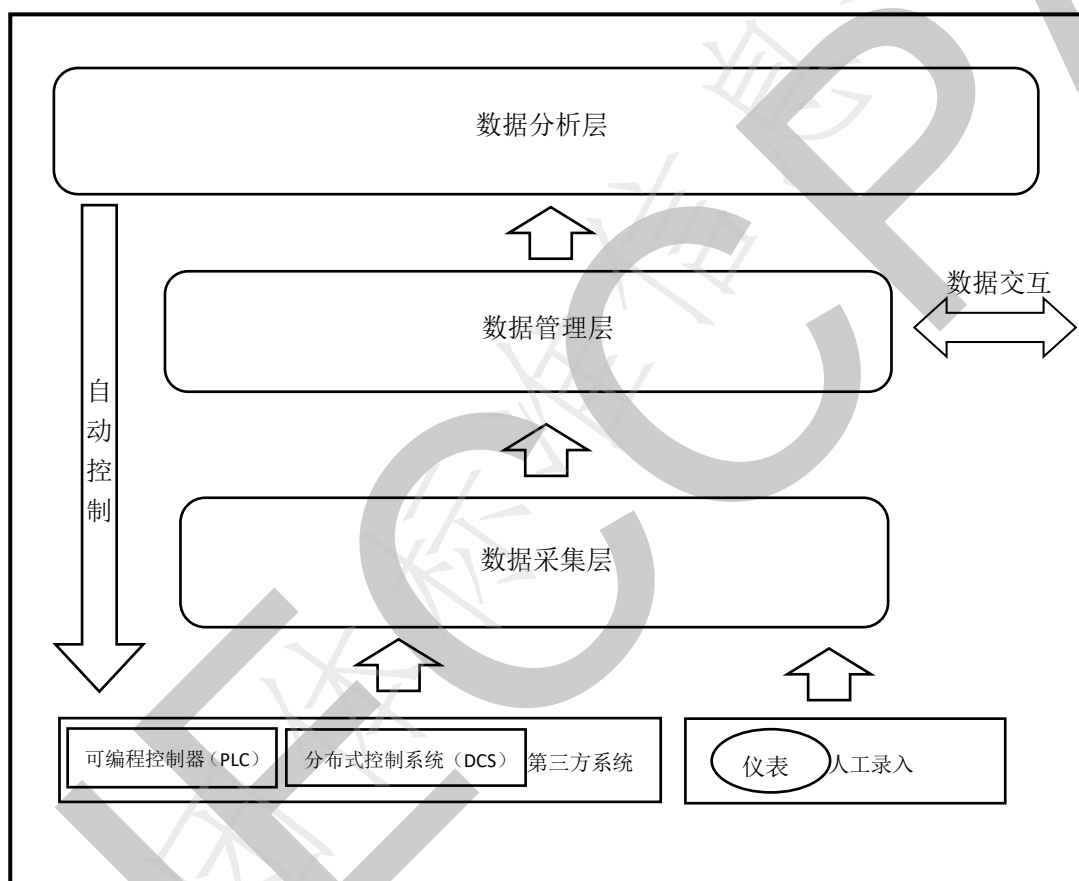 数据分析层
数据管理层
数据交互
自动控制
数据采集层
可编程控制器（PLC）
分布式控制系统（DCS）
第三方系统
仪表
人工录入